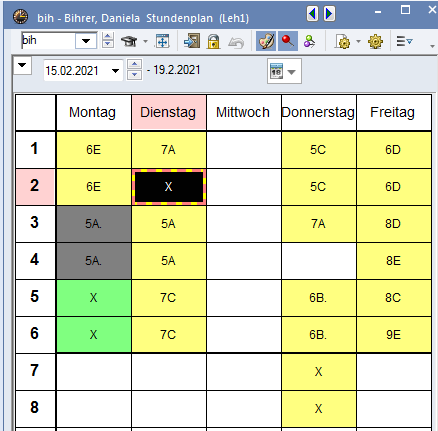 bih - Bihrer, Daniela Stundenplan (Leh1)
bih
15.02.2021 - 19.2.2021
Montag Dienstag Mittwoch Donnerstag Freitag
1 6E 7A 5C 6D
2 6E X 5C 6D
3 5A. 5A 7A 8D
4 5A. 5A 8E
5 X 7C 6B. 8C
6 X 7C 6B. 9E
7 X
8 X